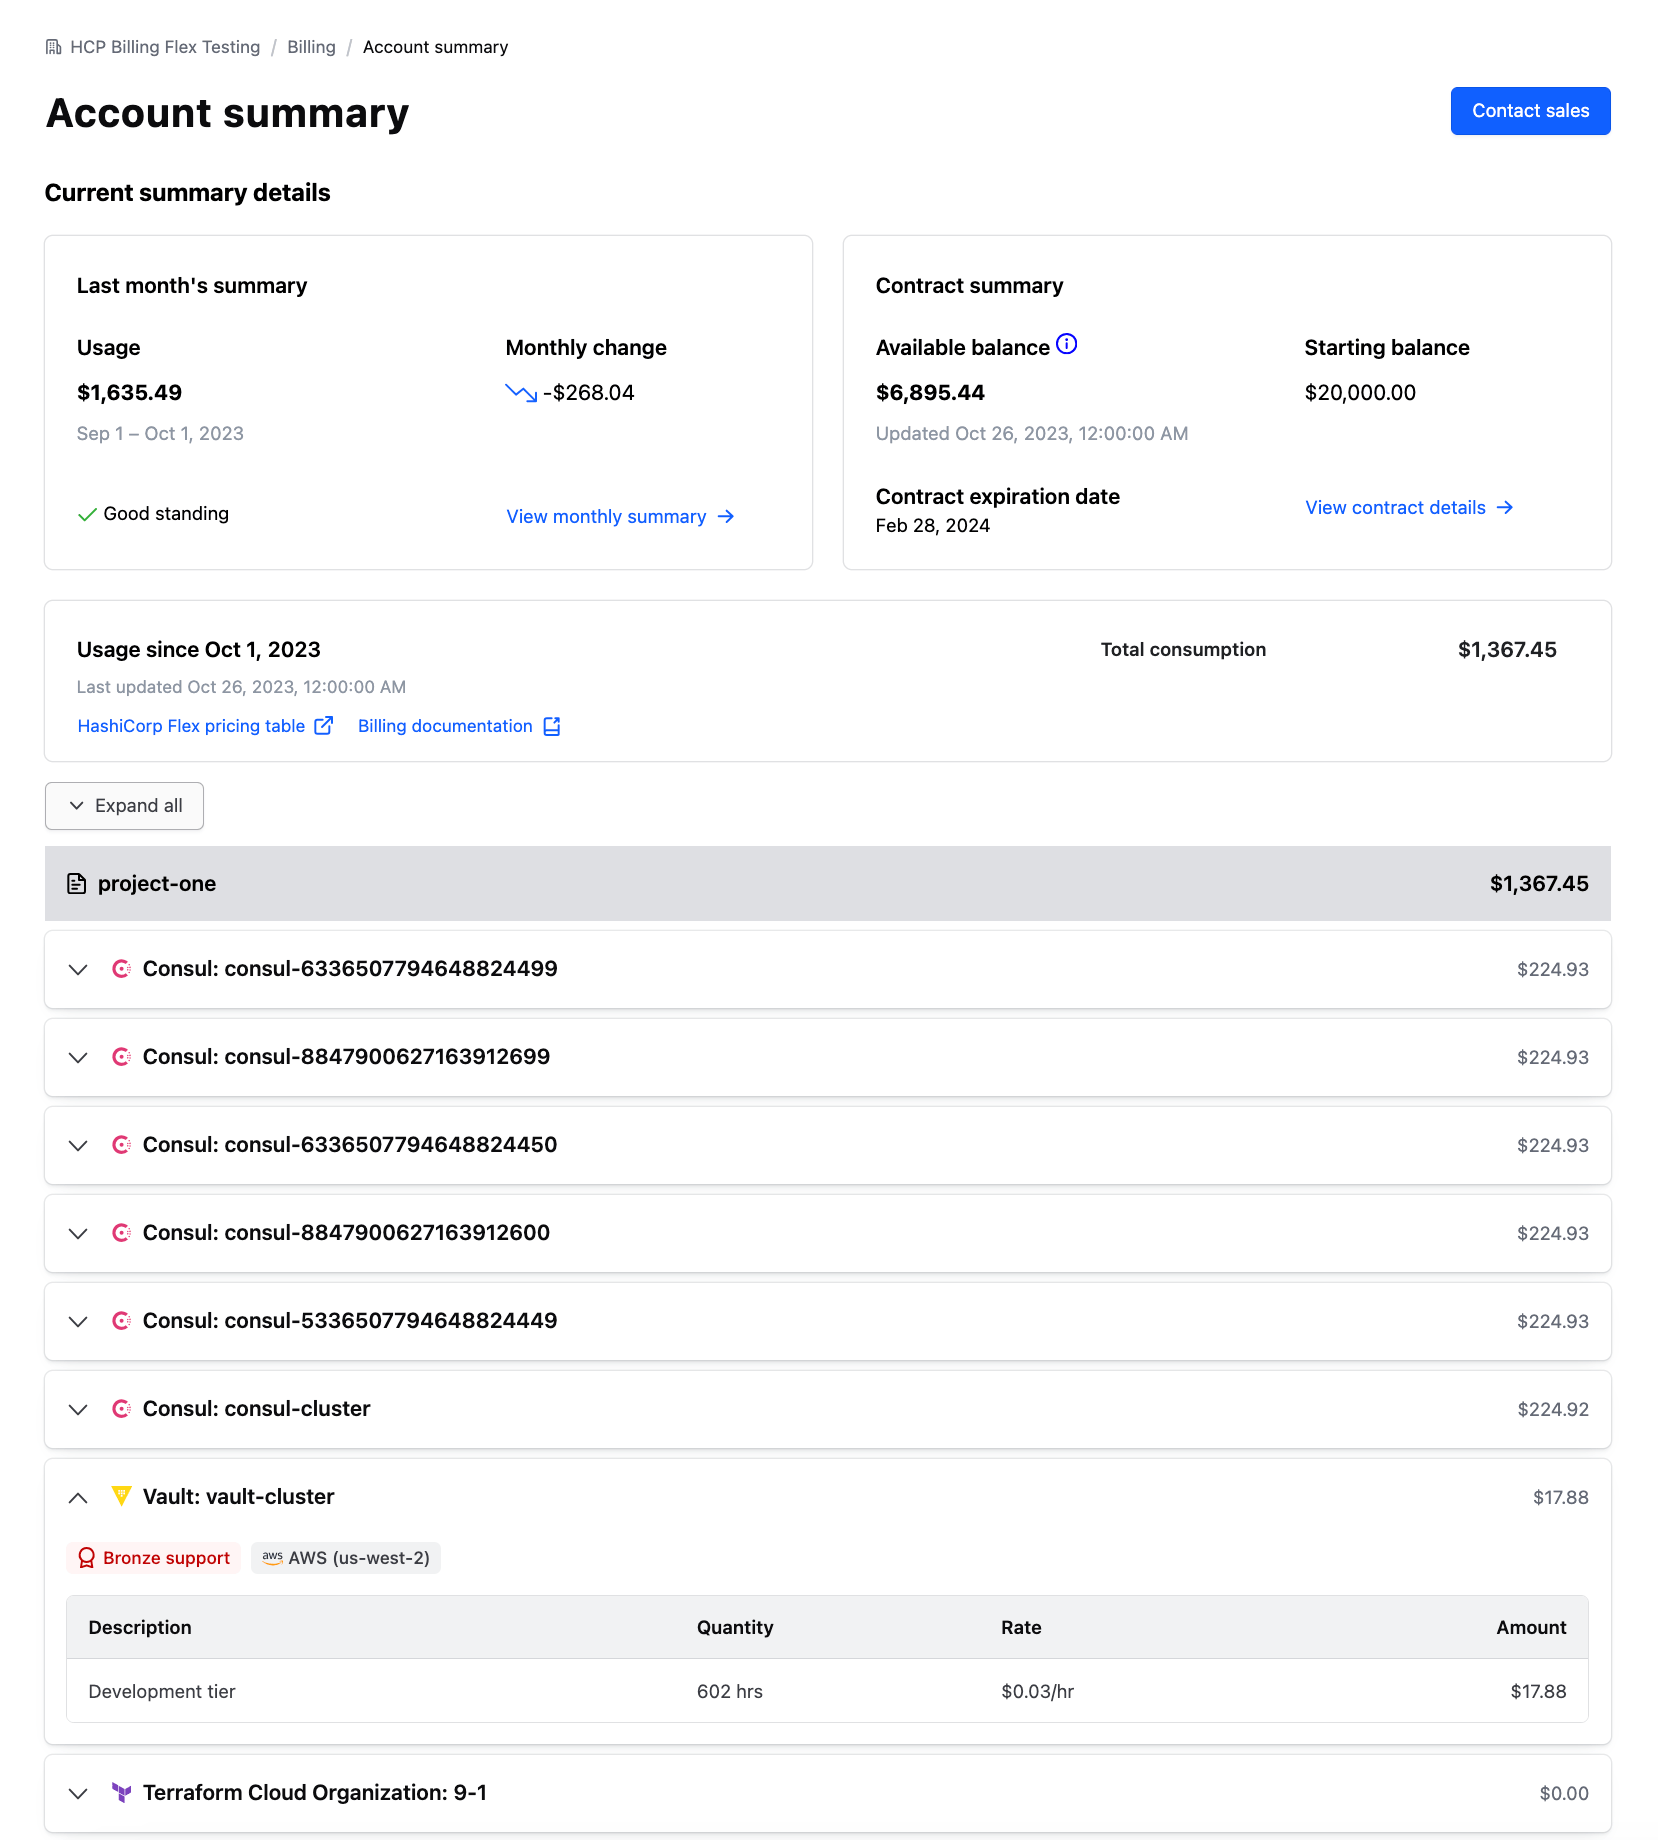 HCP Billing Flex Testing / Billing / Account summary
Account summary
Contact sales
Current summary details
Last month's summary
Usage
Monthly change
$1,635.49
-$268.04
Sep 1 – Oct 1, 2023
Good standing
View monthly summary
Contract summary
Available balance
Starting balance
$6,895.44
$20,000.00
Updated Oct 26, 2023, 12:00:00 AM
Contract expiration date
Feb 28, 2024
View contract details
Usage since Oct 1, 2023
Total consumption
$1,367.45
Last updated Oct 26, 2023, 12:00:00 AM
HashiCorp Flex pricing table
Billing documentation
Expand all
project-one
$1,367.45
Consul: consul-6336507794648824499
$224.93
Consul: consul-8847900627163912699
$224.93
Consul: consul-6336507794648824450
$224.93
Consul: consul-8847900627163912600
$224.93
Consul: consul-5336507794648824449
$224.93
Consul: consul-cluster
$224.92
Vault: vault-cluster
$17.88
Bronze support
aws AWS (us-west-2)
Description Quantity Rate Amount
Development tier 602 hrs $0.03/hr $17.88
Terraform Cloud Organization: 9-1
$0.00